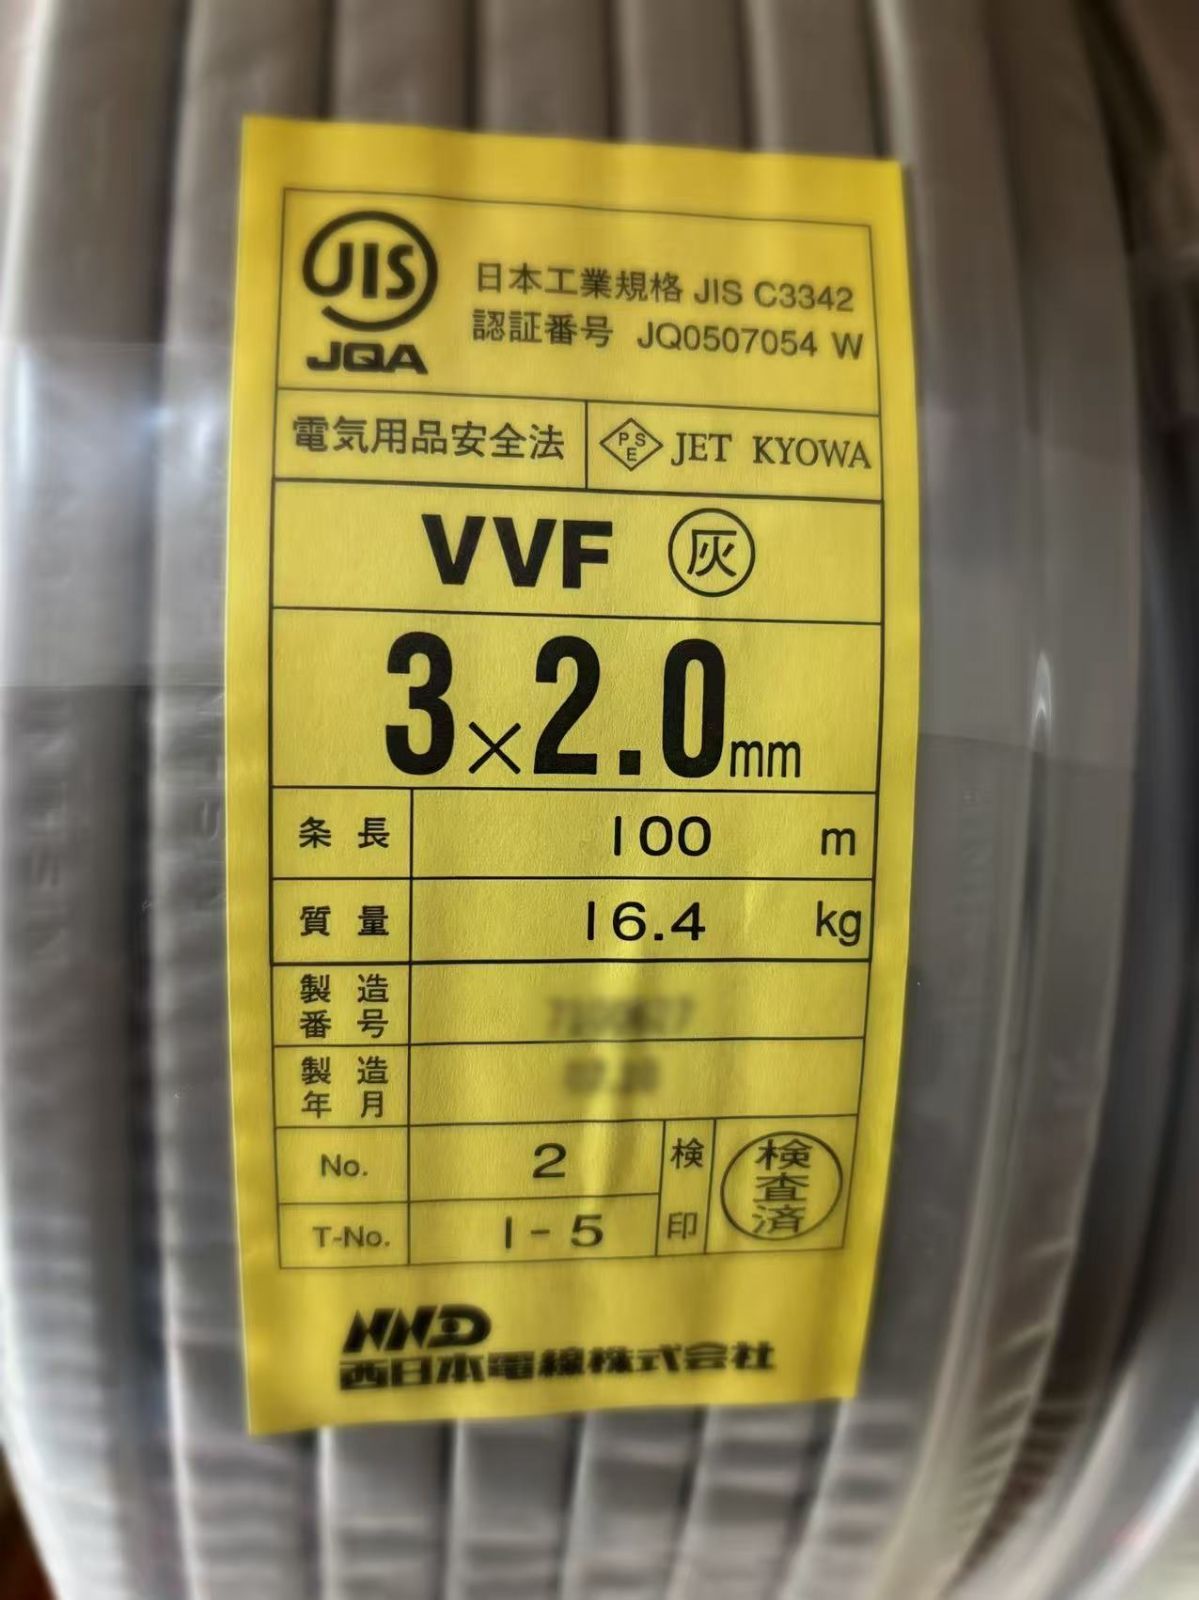 JIS
JQA
日本工業規格 JIS C3342
認証番号 JQ0507054 W
電気用品安全法
PSE JET KYOWA
VVF 灰
3×2.0mm
条長 100 m
質量 16.4 kg
製造番号
製造年月
No. 2
T-No. 1-5
検印
検査済
西日本電線株式会社